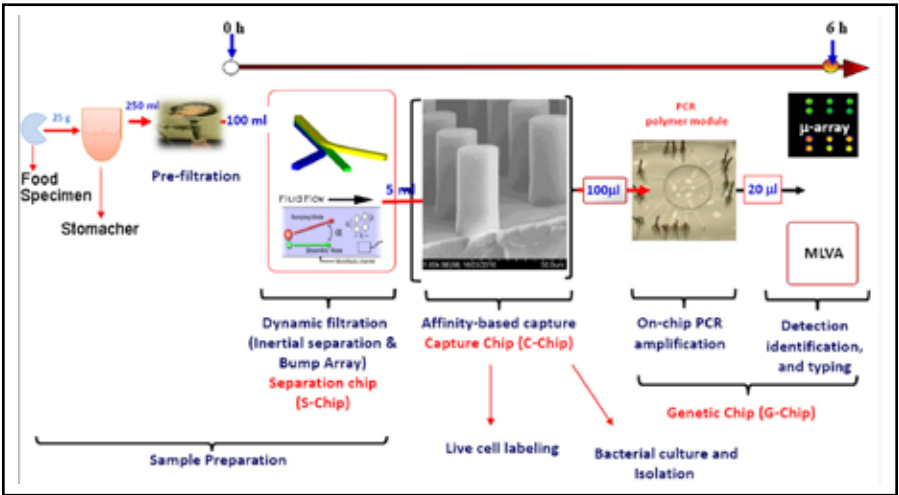 0 h
6 h
25 g
250 ml
100 ml
5 ml
100µl
20 µl
Food
Specimen
Stomacher
Pre-filtration
FLUID FLOW
α
PCR
polymer module
µ-array
MLVA
Dynamic filtration
(Inertial separation &
Bump Array)
Separation chip
(S-Chip)
Affinity-based capture
Capture Chip (C-Chip)
On-chip PCR
amplification
Detection
identification,
and typing
Genetic Chip (G-Chip)
Live cell labeling
Bacterial culture and
Isolation
Sample Preparation